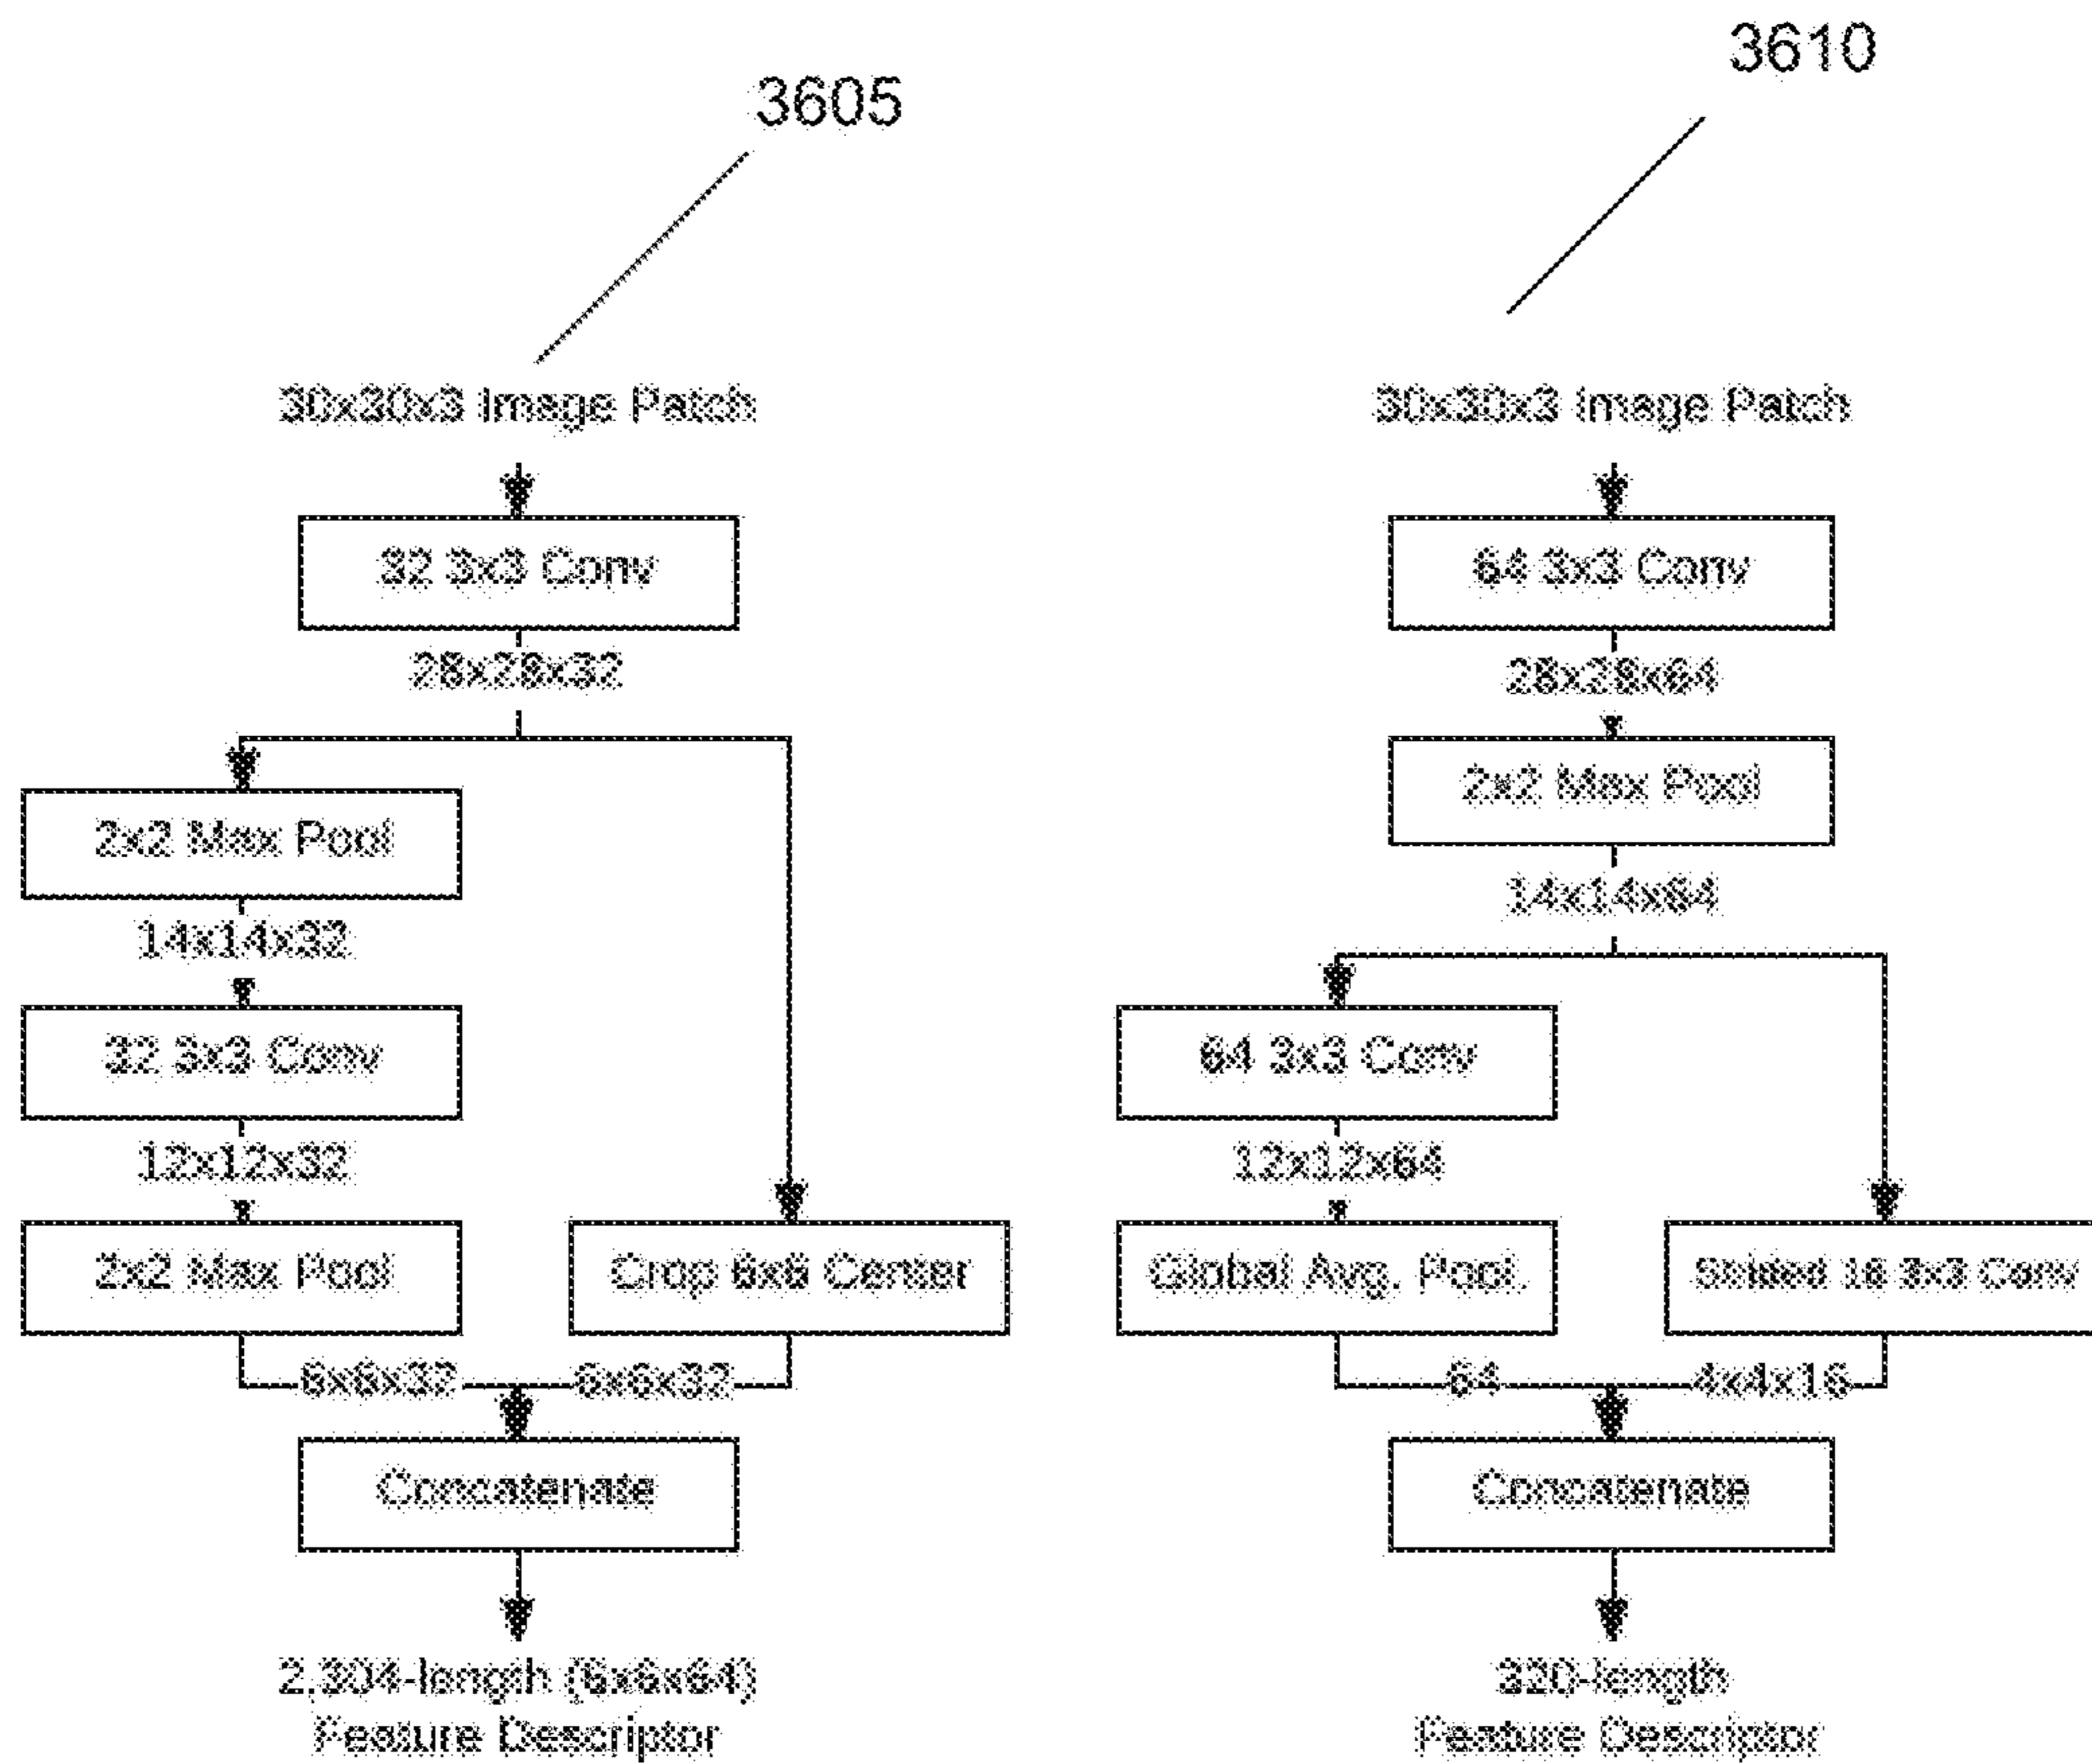 3605
30x30x3 Image Patch
32 3x3 Conv
28x28x32
2x2 Max Pool
14x14x32
32 3x3 Conv
12x12x32
2x2 Max Pool
Crop 6x6 Center
6x6x32
6x6x32
Concatenate
2,304-length (6x6x64)
Feature Descriptor
3610
30x30x3 Image Patch
64 3x3 Conv
28x28x64
2x2 Max Pool
14x14x64
64 3x3 Conv
12x12x64
Global Avg. Pool.
Strided 16 3x3 Conv
64
4x4x16
Concatenate
320-length
Feature Descriptor